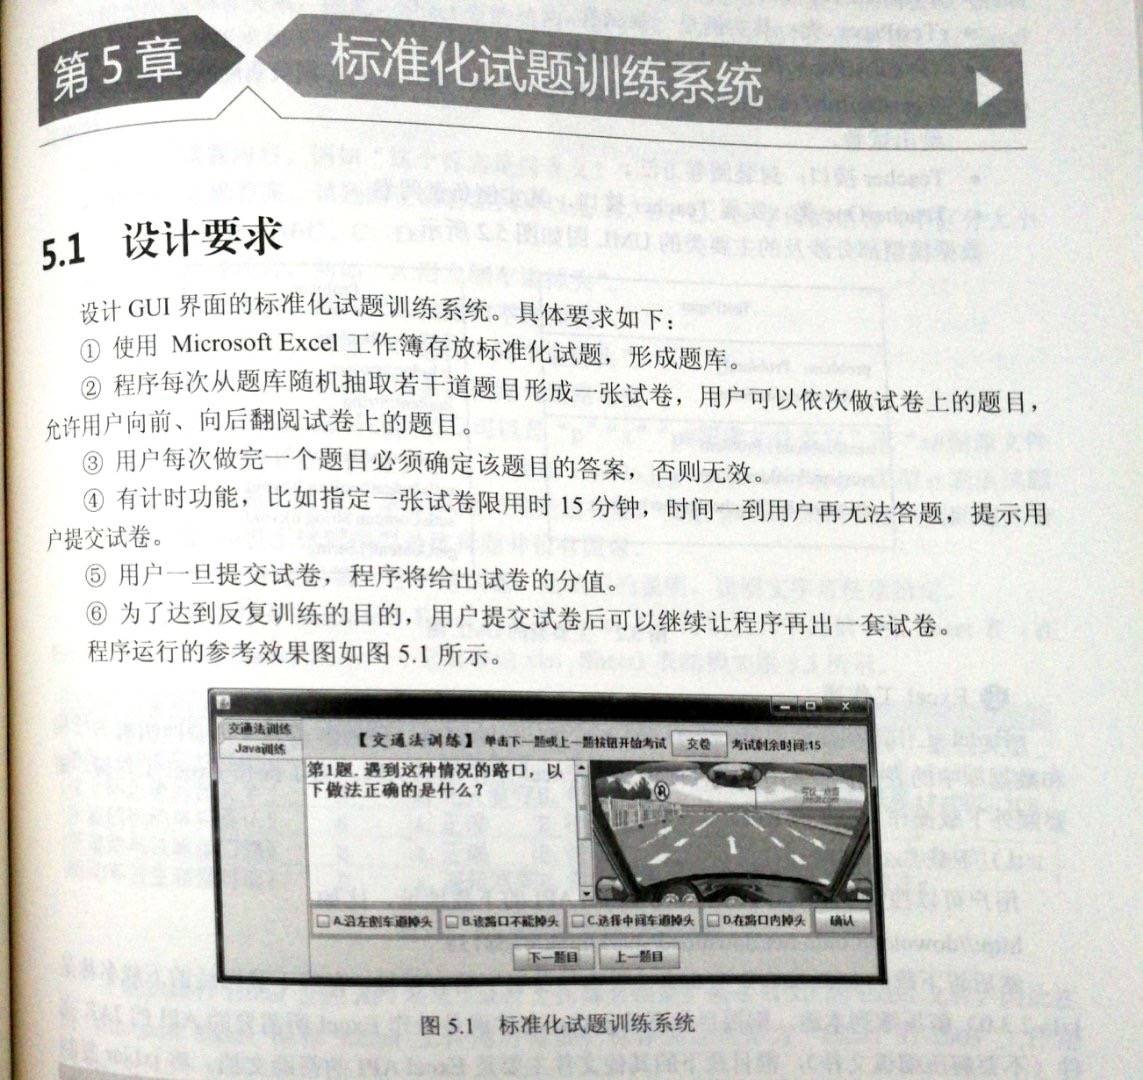 第5章 标准化试题训练系统
5.1 设计要求
设计 GUI 界面的标准化试题训练系统。具体要求如下：
① 使用 Microsoft Excel 工作簿存放标准化试题，形成题库。
② 程序每次从题库随机抽取若干道题目形成一张试卷，用户可以依次做试卷上的题目，
允许用户向前、向后翻阅试卷上的题目。
③ 用户每次做完一个题目必须确定该题目的答案，否则无效。
④ 有计时功能，比如指定一张试卷限用时 15 分钟，时间一到用户再无法答题，提示用
户提交试卷。
⑤ 用户一旦提交试卷，程序将给出试卷的分值。
⑥ 为了达到反复训练的目的，用户提交试卷后可以继续让程序再出一套试卷。
程序运行的参考效果图如图 5.1 所示。
交通法训练
Java训练
【交通法训练】 单击下一题或上一题按钮开始考试 交卷 考试剩余时间:15
第1题.遇到这种情况的路口，以
下做法正确的是什么？
A.沿左侧车道掉头 B.该路口不能掉头 C.选择中间车道掉头 D.在路口内掉头 确认
下一题目 上一题目
图 5.1 标准化试题训练系统